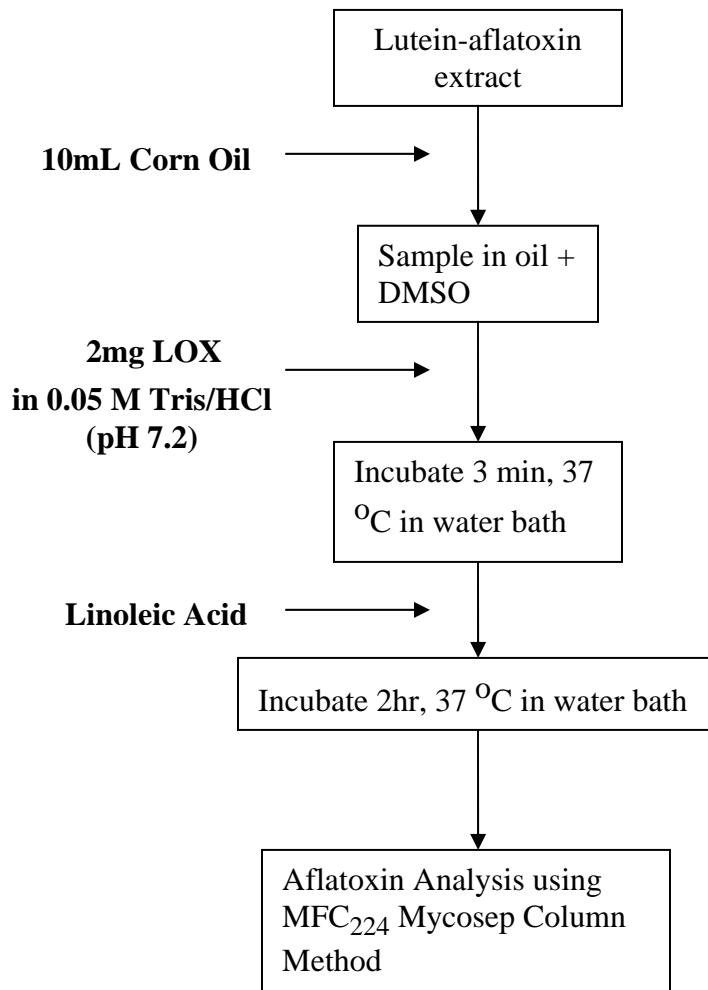 Lutein-aflatoxin
extract
10mL Corn Oil
Sample in oil +
DMSO
2mg LOX
in 0.05 M Tris/HCl
(pH 7.2)
Incubate 3 min, 37
ºC in water bath
Linoleic Acid
Incubate 2hr, 37 ºC in water bath
Aflatoxin Analysis using
MFC₂₂₄ Mycosep Column
Method